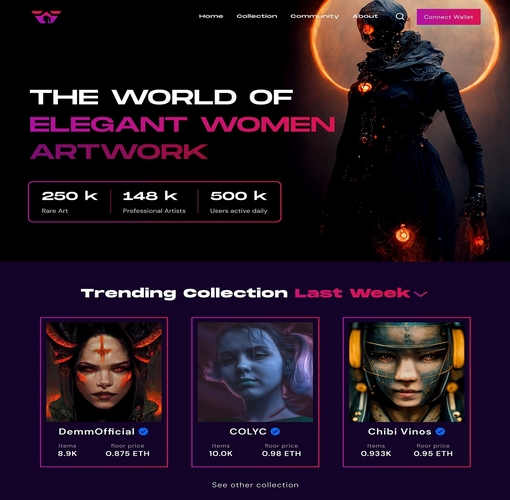 Home Collection Community About Connect Wallet
THE WORLD OF
ELEGANT WOMEN
ARTWORK
250 k 148 k 500 k
Rare Art Professional Artists Users active daily
Trending Collection Last Week
DemmOfficial COLYC Chibi Vinos
Items floor price Items floor price Items floor price
8.9K 0.875 ETH 10.0K 0.98 ETH 0.933K 0.95 ETH
See other collection